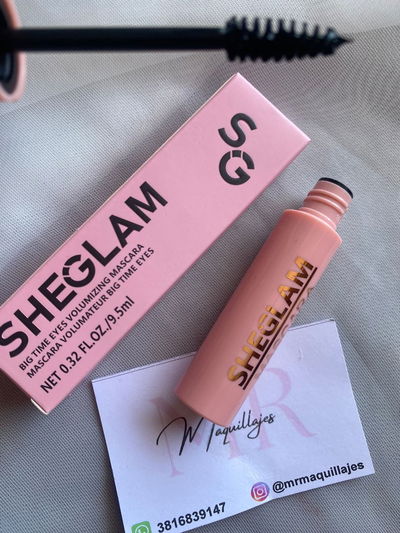 SG
SHEGLAM
BIG TIME EYES VOLUMIZING MASCARA
MASCARA VOLUMATEUR BIG TIME EYES
NET 0.32 FL.OZ./9.5ml
SHEGLAM
MR
Maquillajes
@mrmaquillajes
3816839147